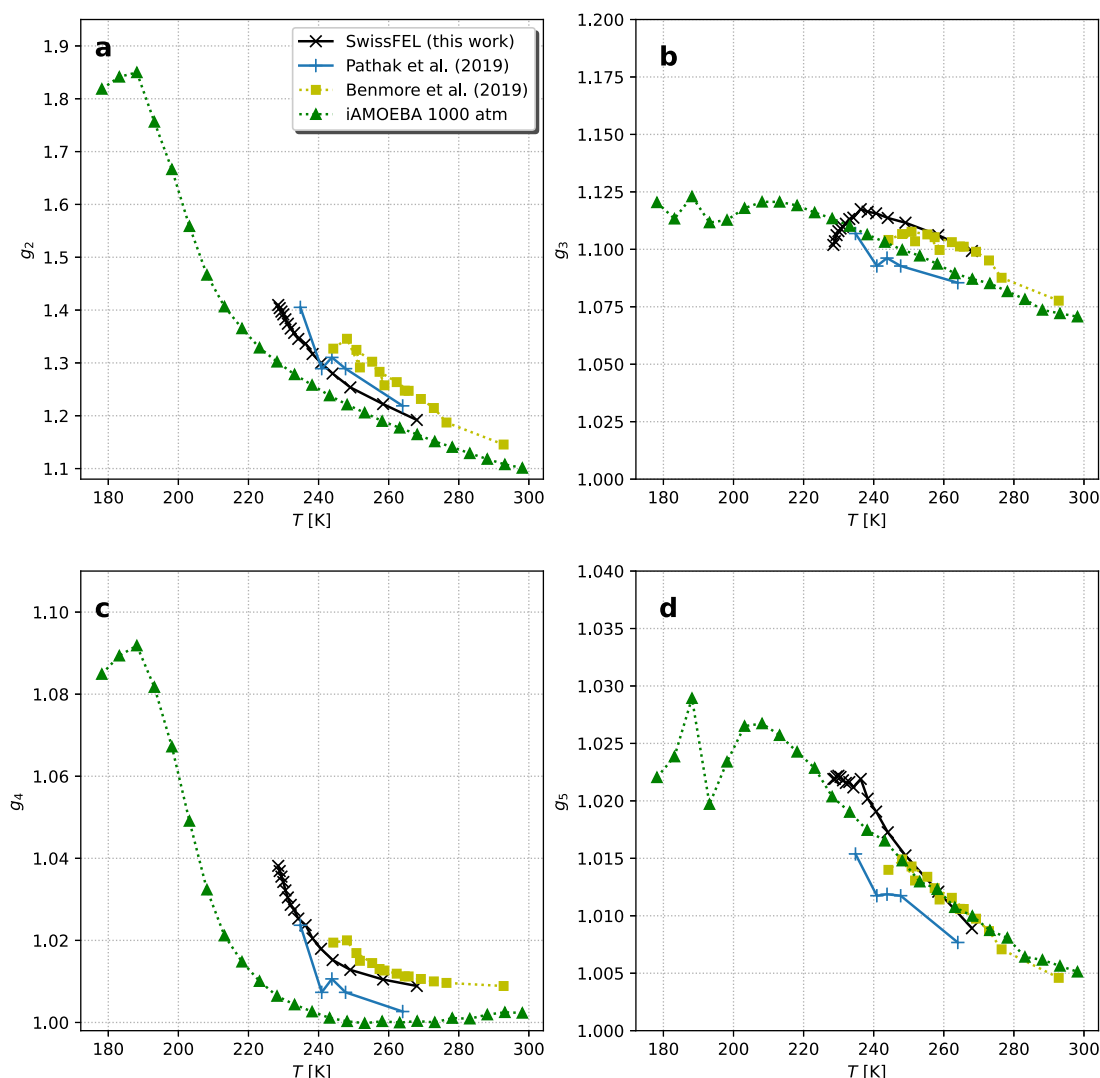 a
SwissFEL (this work)
Pathak et al. (2019)
Benmore et al. (2019)
iAMOEBA 1000 atm
1.9
1.8
1.7
1.6
1.5
1.4
1.3
1.2
1.1
g2
180 200 220 240 260 280 300
T [K]
b
1.200
1.175
1.150
1.125
1.100
1.075
1.050
1.025
1.000
g3
180 200 220 240 260 280 300
T [K]
c
1.10
1.08
1.06
1.04
1.02
1.00
g4
180 200 220 240 260 280 300
T [K]
d
1.040
1.035
1.030
1.025
1.020
1.015
1.010
1.005
1.000
g5
180 200 220 240 260 280 300
T [K]